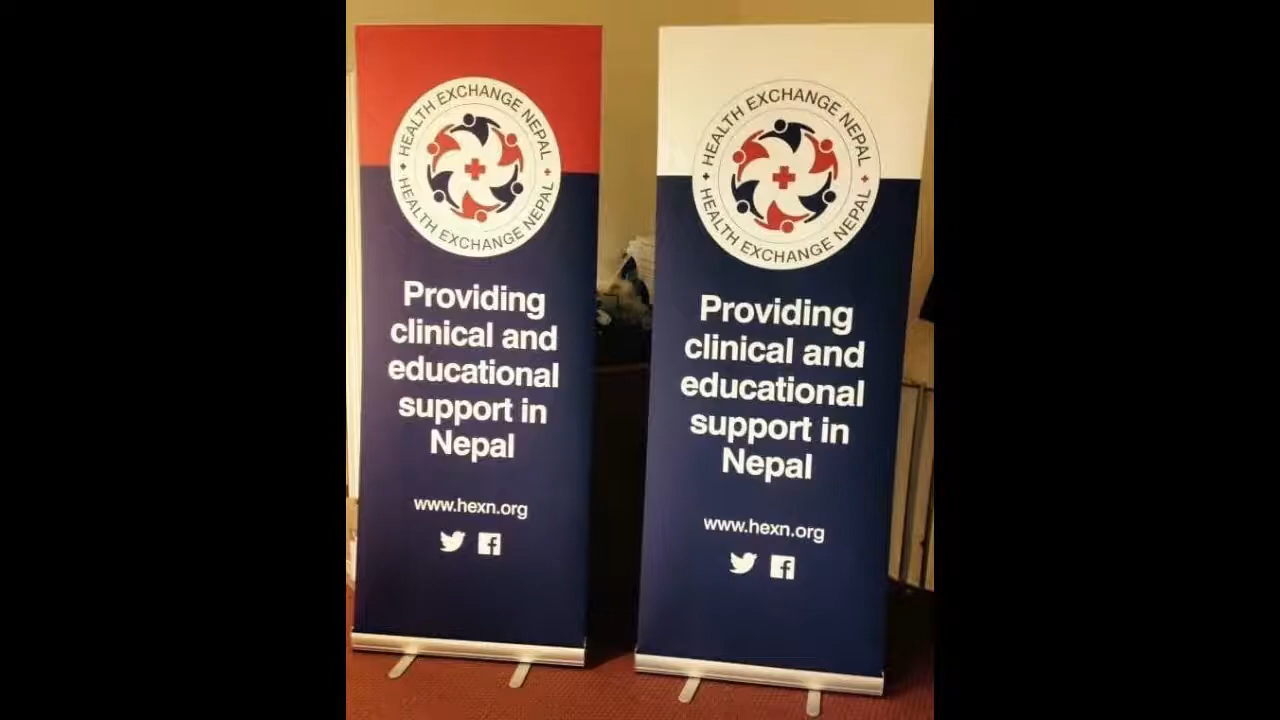 HEALTH EXCHANGE NEPAL
HEALTH EXCHANGE NEPAL
Providing
clinical and
educational
support in
Nepal
www.hexn.org
HEALTH EXCHANGE NEPAL
HEALTH EXCHANGE NEPAL
Providing
clinical and
educational
support in
Nepal
www.hexn.org